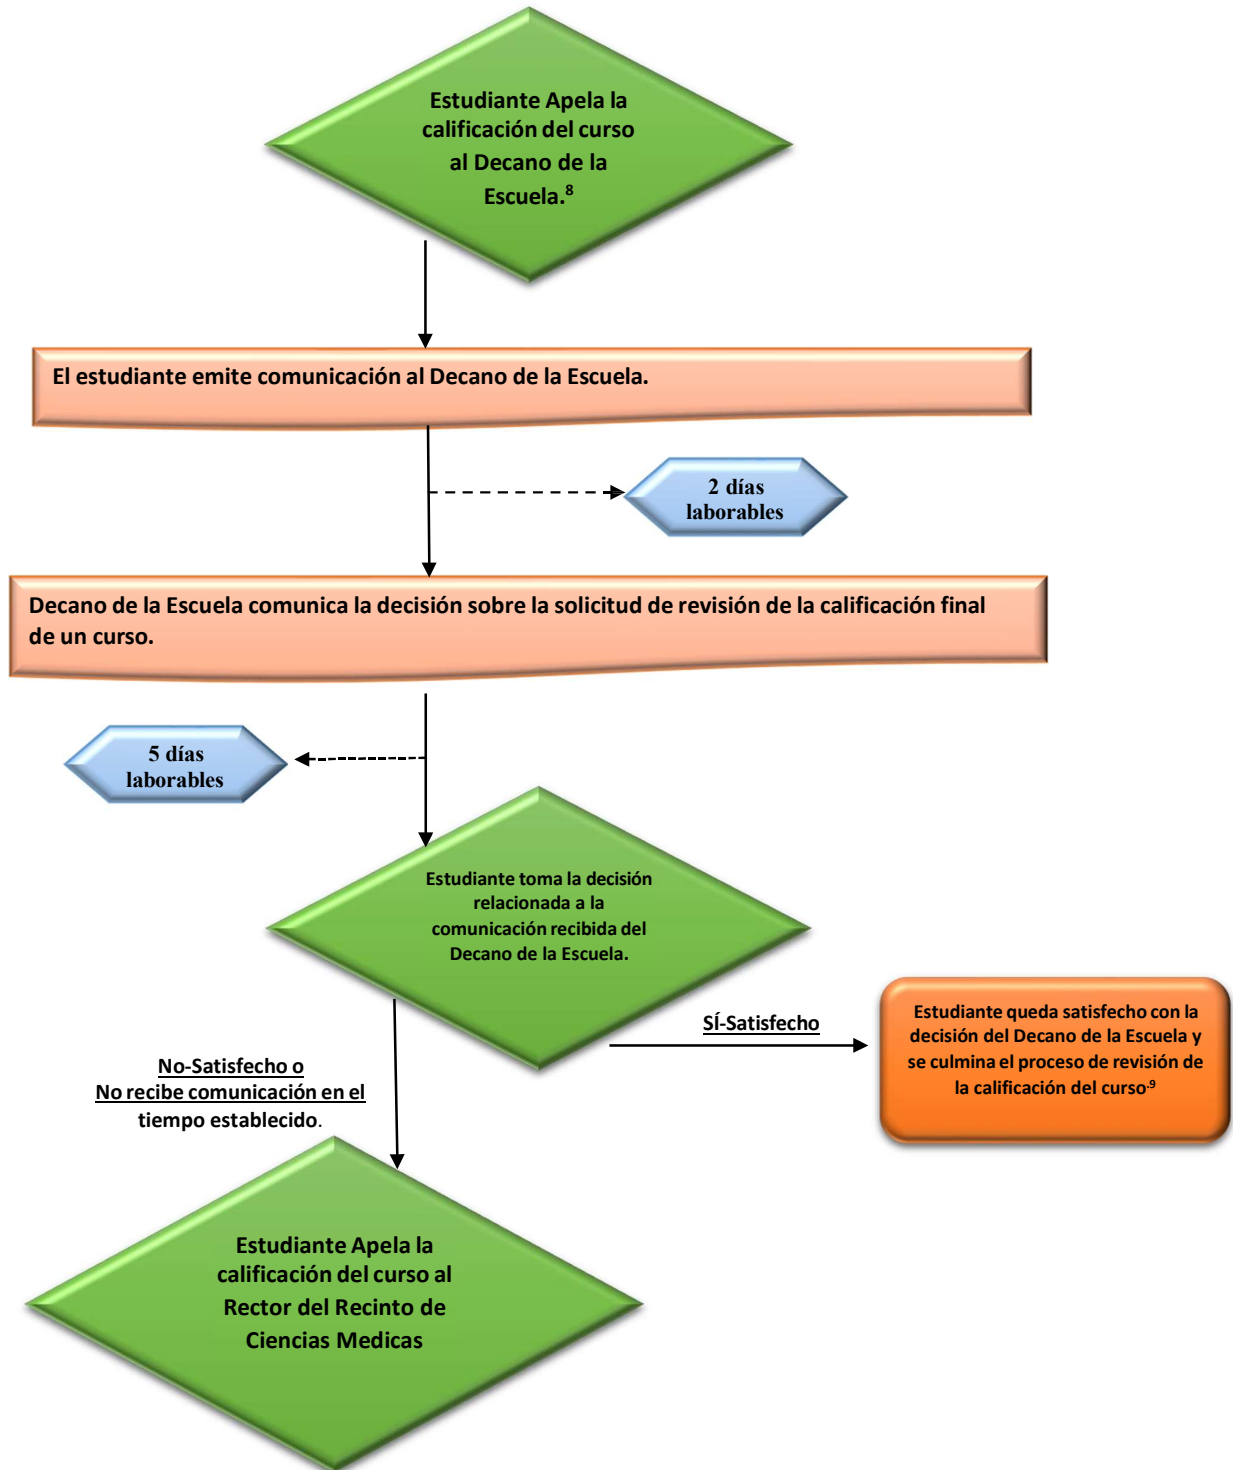 Estudiante Apela la
calificación del curso
al Decano de la
Escuela.8
El estudiante emite comunicación al Decano de la Escuela.
2 días
laborables
Decano de la Escuela comunica la decisión sobre la solicitud de revisión de la calificación final
de un curso.
5 días
laborables
Estudiante toma la decisión
relacionada a la
comunicación recibida del
Decano de la Escuela.
SÍ-Satisfecho
Estudiante queda satisfecho con la
decisión del Decano de la Escuela y
se culmina el proceso de revisión de
la calificación del curso.9
No-Satisfecho o
No recibe comunicación en el
tiempo establecido.
Estudiante Apela la
calificación del curso al
Rector del Recinto de
Ciencias Medicas